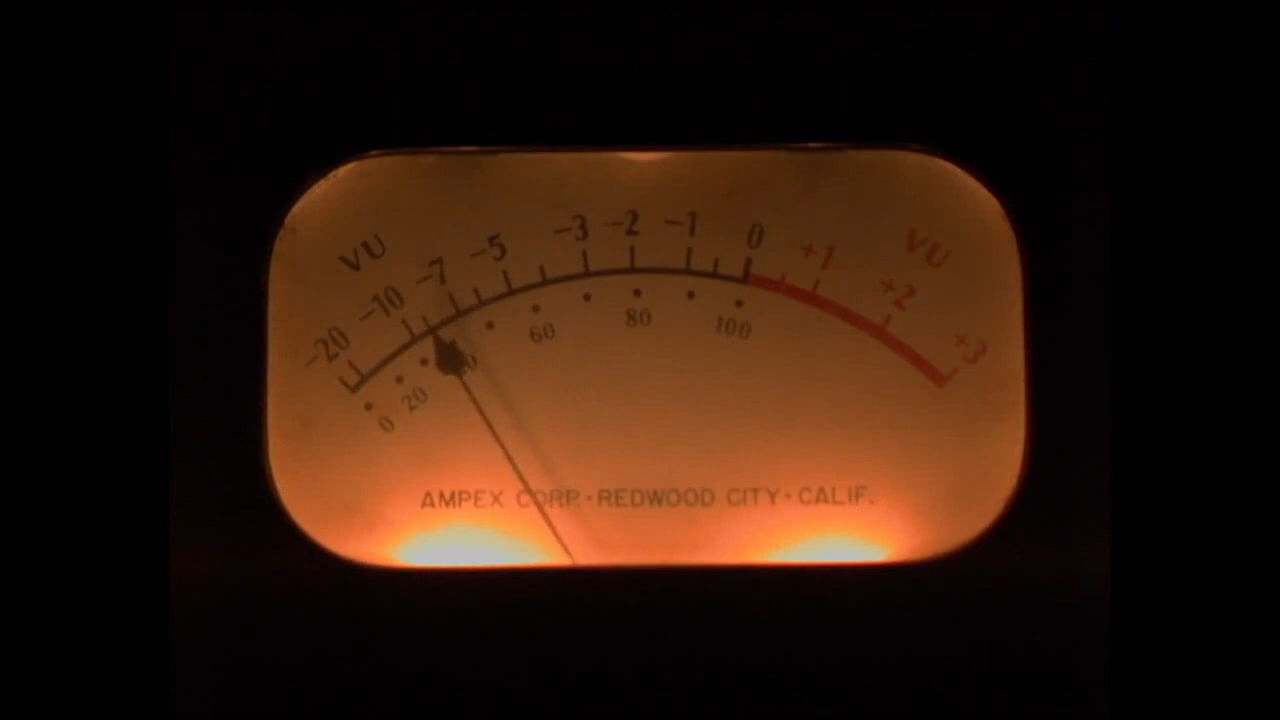 VU VU
-20 -10 -7 -5 -3 -2 -1 0 +1 +2 +3
0 20 60 80 100
AMPEX CORP. · REDWOOD CITY · CALIF.